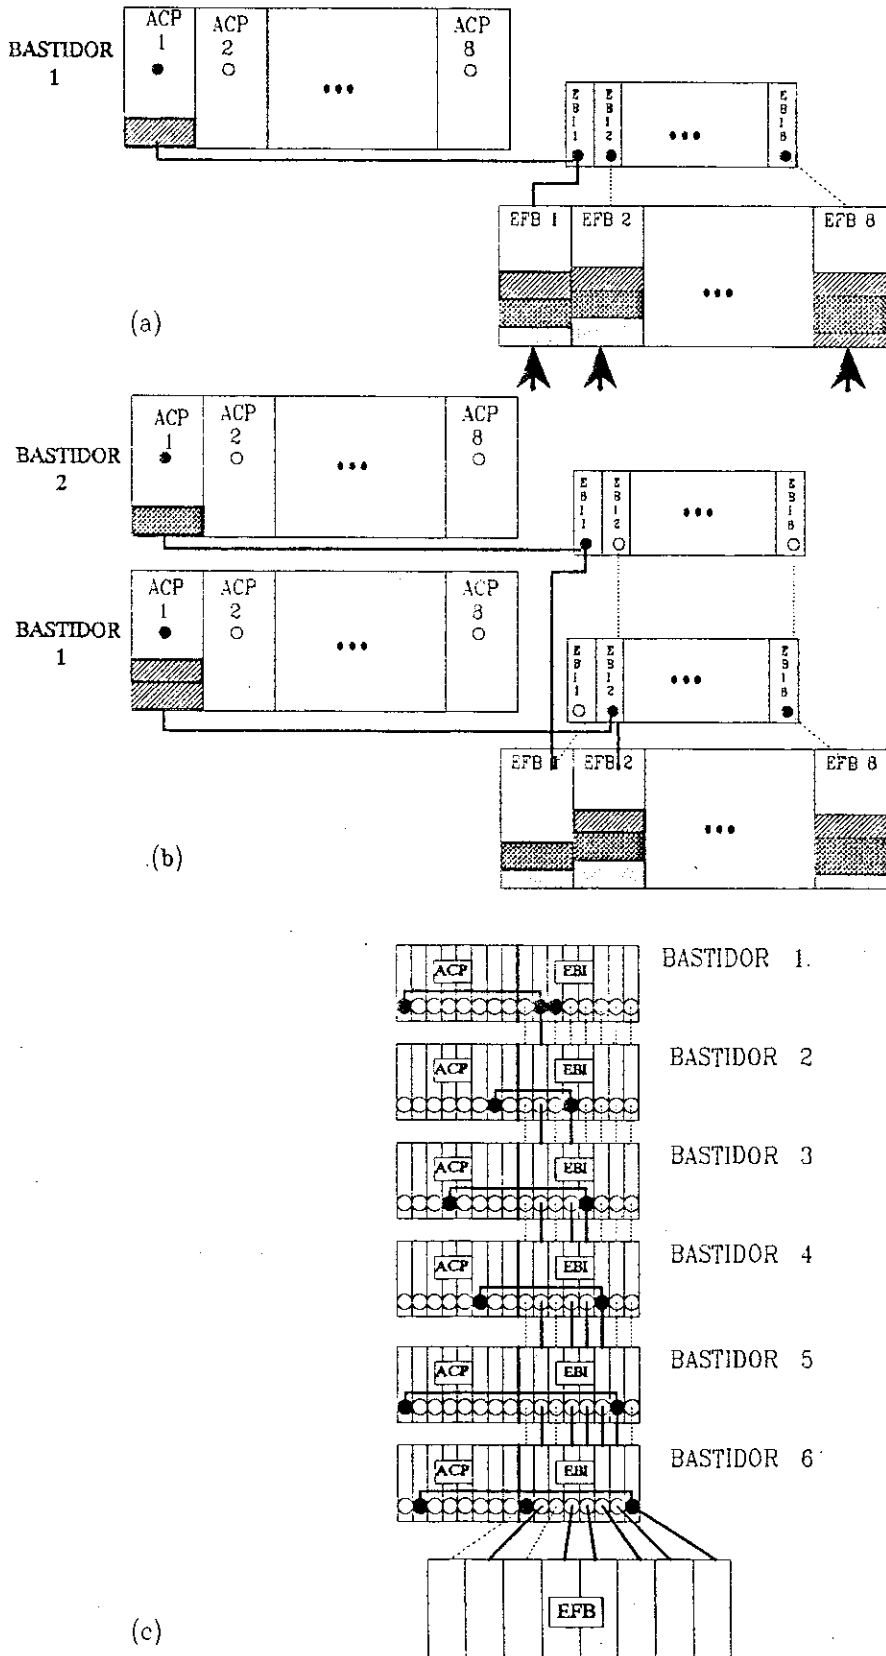 BASTIDOR
1
ACP
1
ACP
2
ACP
8
•••
EBI1
EBI2
•••
EBI8
EFB 1
EFB 2
•••
EFB 8
(a)
BASTIDOR
2
ACP
1
ACP
2
•••
ACP
8
EBI1
EBI2
•••
EBI8
BASTIDOR
1
ACP
1
ACP
2
•••
ACP
8
EBI1
EBI2
•••
EBI8
EFB 1
EFB 2
•••
EFB 8
(b)
ACP
EBI
BASTIDOR 1.
ACP
EBI
BASTIDOR 2
ACP
EBI
BASTIDOR 3
ACP
EBI
BASTIDOR 4
ACP
EBI
BASTIDOR 5
ACP
EBI
BASTIDOR 6
EFB
(c)